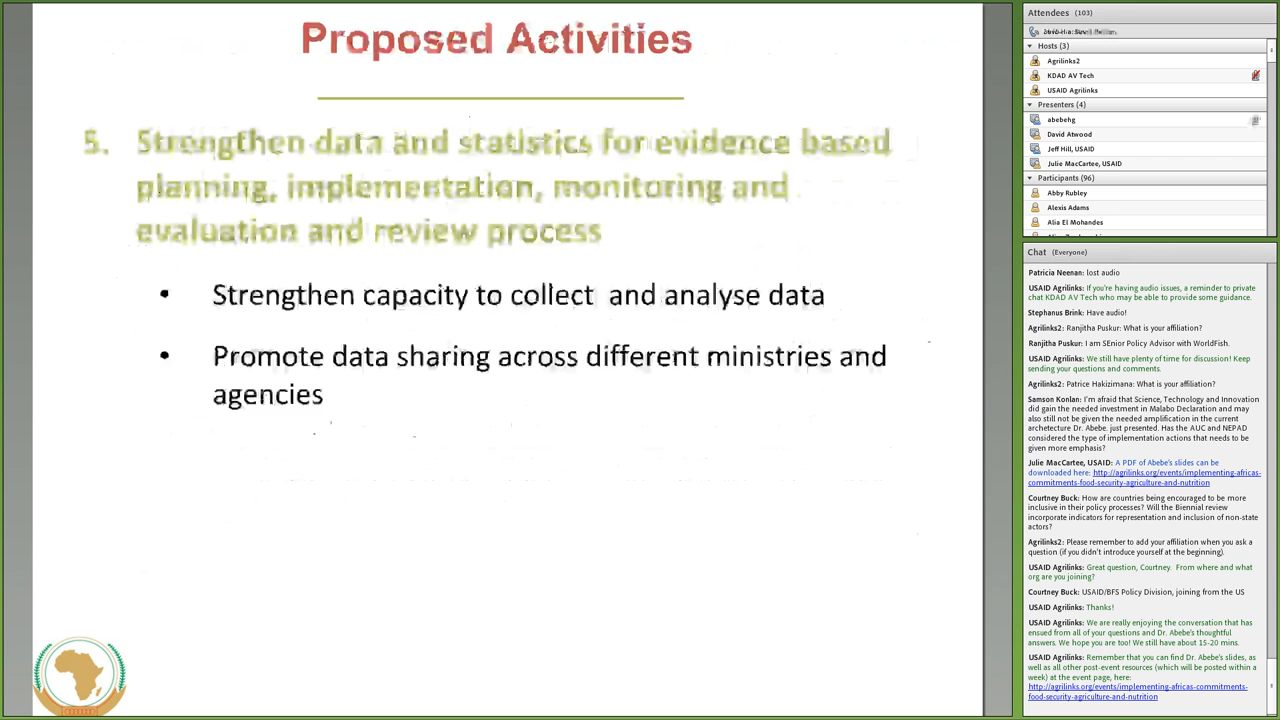 Proposed Activities
5. Strengthen data and statistics for evidence based
planning, implementation, monitoring and
evaluation and review process
• Strengthen capacity to collect and analyse data
• Promote data sharing across different ministries and
agencies
Attendees (103)
Hosts (3)
Agrilinks2
KDAD AV Tech
USAID Agrilinks
Presenters (4)
abebehg
David Atwood
Jeff Hill, USAID
Julie MacCartee, USAID
Participants (96)
Abby Rubley
Alexis Adams
Alia El Mohandes
Chat (Everyone)
Patricia Neenan: lost audio
USAID Agrilinks: If you're having audio issues, a reminder to private
chat KDAD AV Tech who may be able to provide some guidance.
Stephanus Brink: Have audio!
Agrilinks2: Ranjitha Puskur: What is your affiliation?
Ranjitha Puskur: I am SEnior Policy Advisor with WorldFish.
USAID Agrilinks: We still have plenty of time for discussion! Keep
sending your questions and comments.
Agrilinks2: Patrice Hakizimana: What is your affiliation?
Samson Konlan: I'm afraid that Science, Technology and Innovation
did gain the needed investment in Malabo Declaration and may
also still not be given the needed amplification in the current
archetecture Dr. Abebe. just presented. Has the AUC and NEPAD
considered the type of implementation actions that needs to be
given more emphasis?
Julie MacCartee, USAID: A PDF of Abebe's slides can be
downloaded here: http://agrilinks.org/events/implementing-africas-
commitments-food-security-agriculture-and-nutrition
Courtney Buck: How are countries being encouraged to be more
inclusive in their policy processes? Will the Biennial review
incorporate indicators for representation and inclusion of non-state
actors?
Agrilinks2: Please remember to add your affiliation when you ask a
question (if you didn't introduce yourself at the beginning).
USAID Agrilinks: Great question, Courtney. From where and what
org are you joining?
Courtney Buck: USAID/BFS Policy Division, joining from the US
USAID Agrilinks: Thanks!
USAID Agrilinks: We are really enjoying the conversation that has
ensued from all of your questions and Dr. Abebe's thoughtful
answers. We hope you are too! We still have about 15-20 mins.
USAID Agrilinks: Remember that you can find Dr. Abebe's slides, as
well as all other post-event resources (which will be posted within a
week) at the event page, here:
http://agrilinks.org/events/implementing-africas-commitments-
food-security-agriculture-and-nutrition